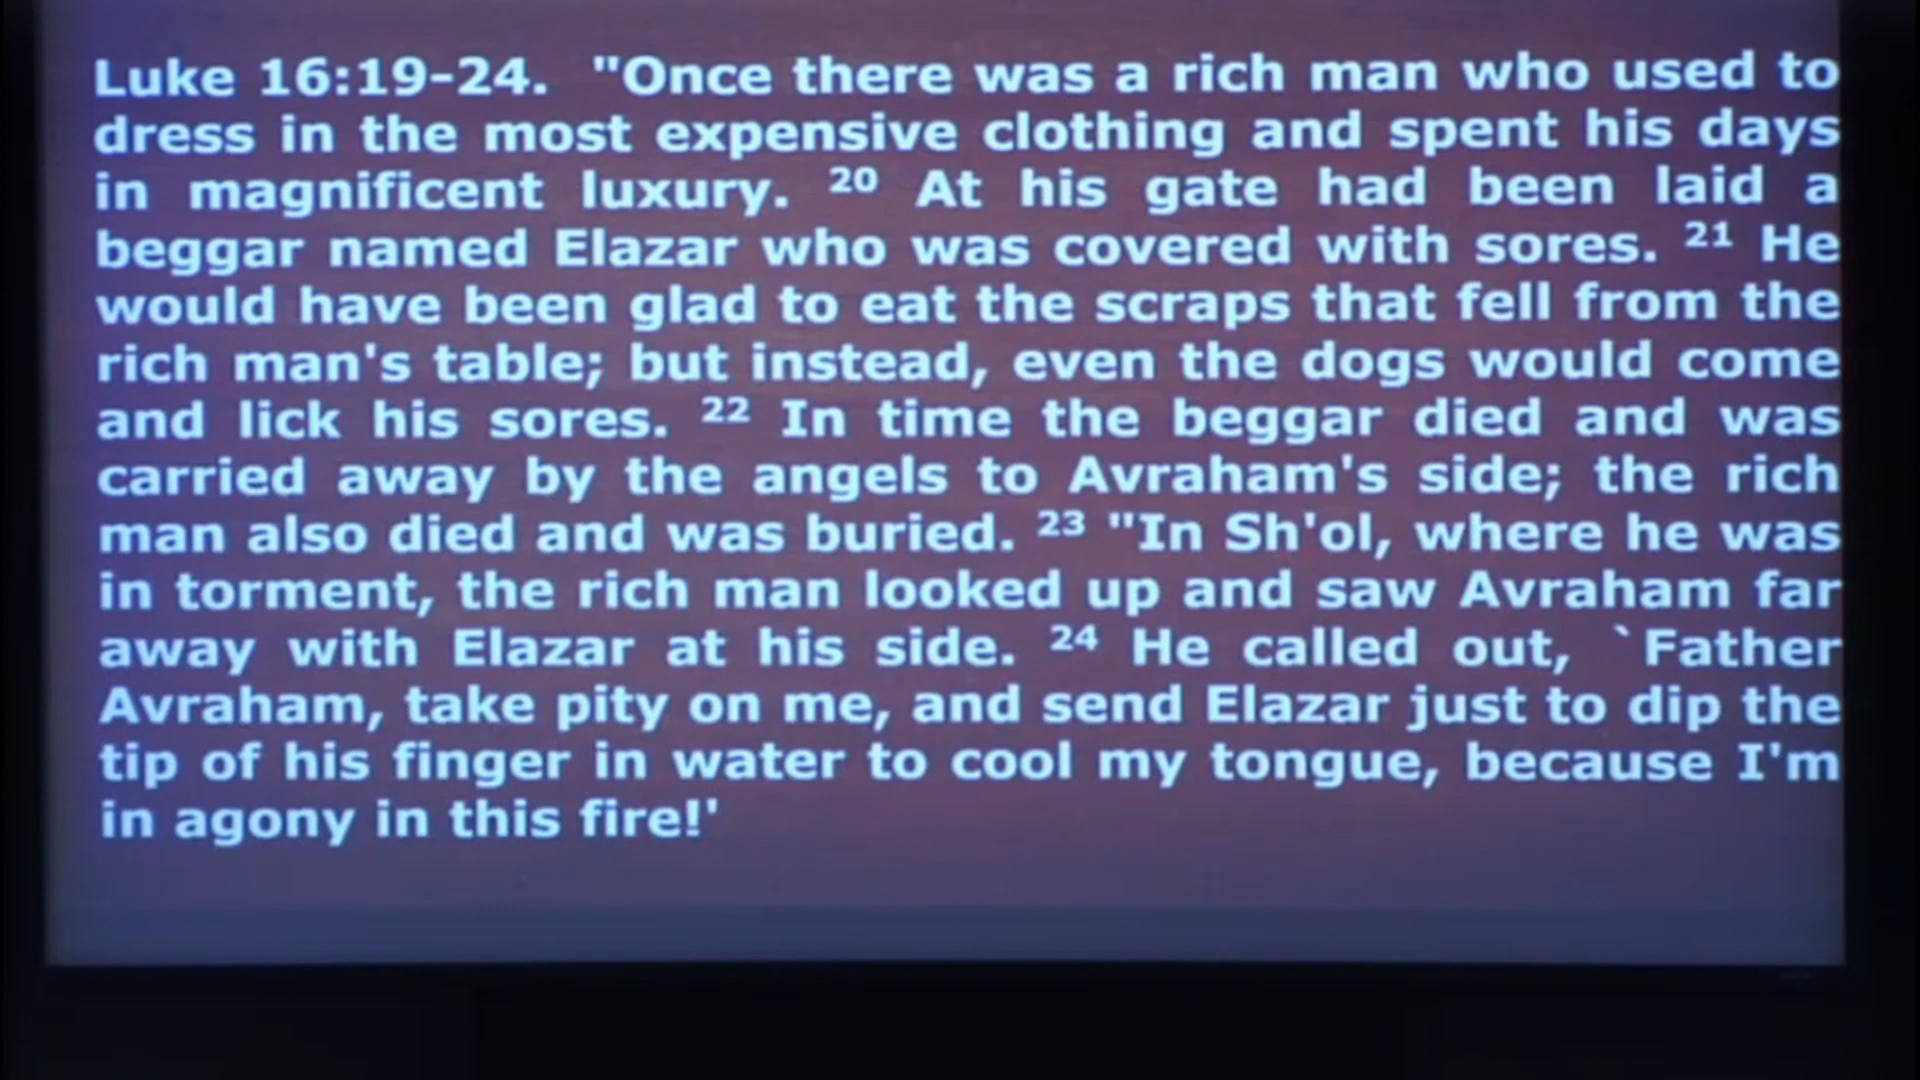 Luke 16:19-24. "Once there was a rich man who used to
dress in the most expensive clothing and spent his days
in magnificent luxury. 20 At his gate had been laid a
beggar named Elazar who was covered with sores. 21 He
would have been glad to eat the scraps that fell from the
rich man's table; but instead, even the dogs would come
and lick his sores. 22 In time the beggar died and was
carried away by the angels to Avraham's side; the rich
man also died and was buried. 23 "In Sh'ol, where he was
in torment, the rich man looked up and saw Avraham far
away with Elazar at his side. 24 He called out, `Father
Avraham, take pity on me, and send Elazar just to dip the
tip of his finger in water to cool my tongue, because I'm
in agony in this fire!'